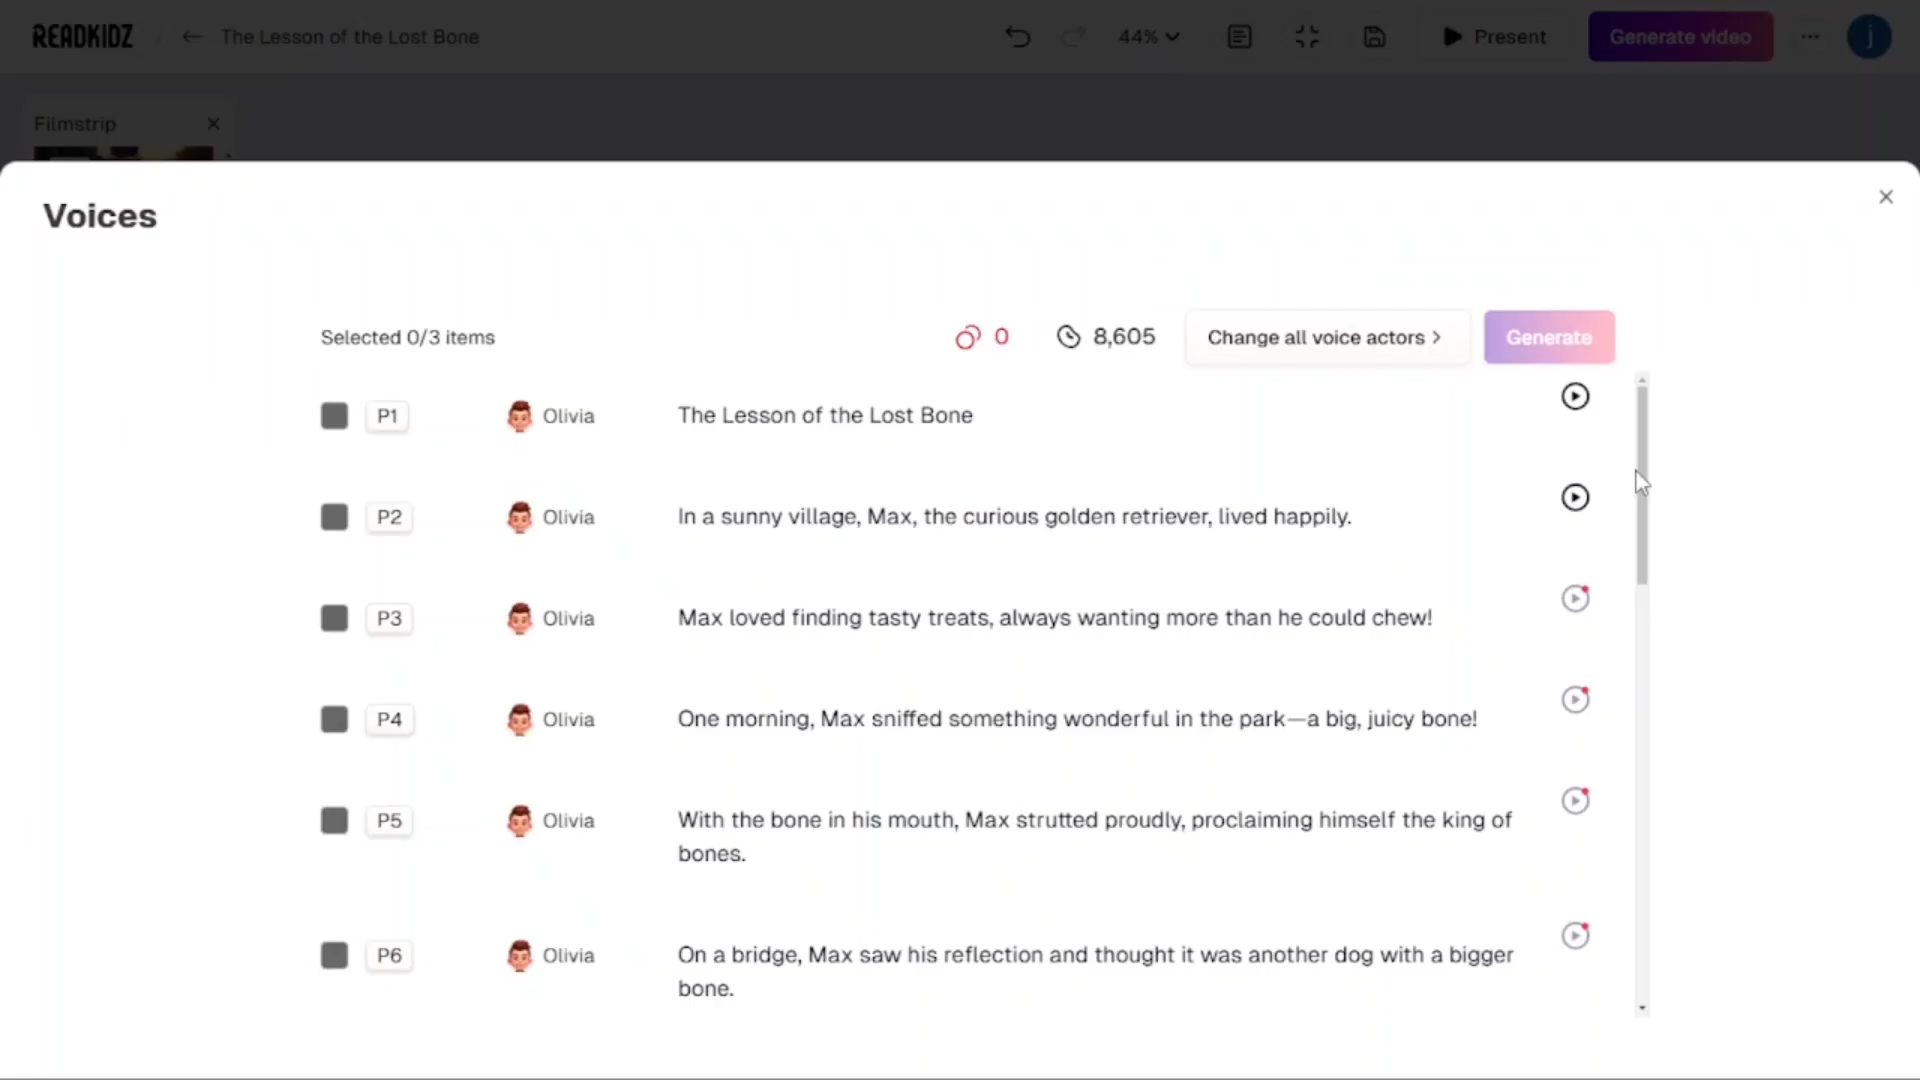 READKIDZ / ← The Lesson of the Lost Bone 44% Present Generate video ... j
Filmstrip ×
Voices ×
Selected 0/3 items 0 8,605 Change all voice actors > Generate
P1 Olivia The Lesson of the Lost Bone
P2 Olivia In a sunny village, Max, the curious golden retriever, lived happily.
P3 Olivia Max loved finding tasty treats, always wanting more than he could chew!
P4 Olivia One morning, Max sniffed something wonderful in the park—a big, juicy bone!
P5 Olivia With the bone in his mouth, Max strutted proudly, proclaiming himself the king of
bones.
P6 Olivia On a bridge, Max saw his reflection and thought it was another dog with a bigger
bone.